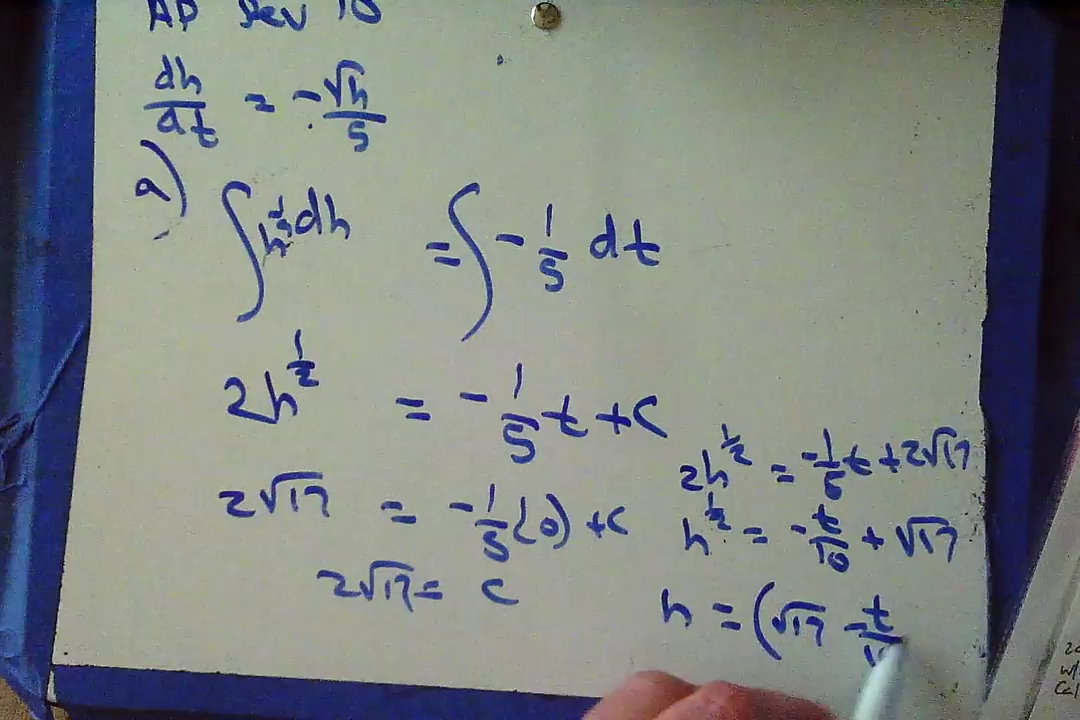 AP Rev 10
dh/dt = -√h/5
a)
∫h^-1/2 dh = ∫ -1/5 dt
2h^1/2 = -1/5 t + C
2√17 = -1/5(0) + C
2√17 = C
2h^1/2 = -1/5 t + 2√17
h^1/2 = -t/10 + √17
h = (√17 - t/1